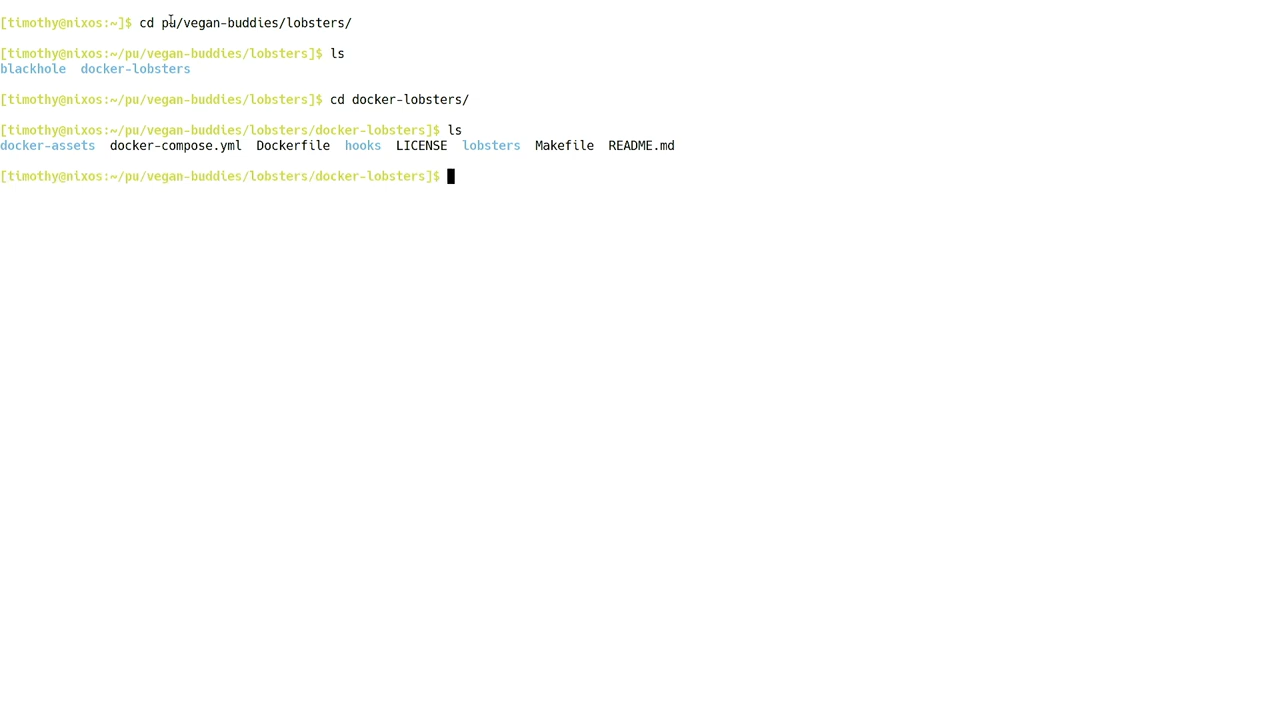 [timothy@nixos:~]$ cd pu/vegan-buddies/lobsters/
[timothy@nixos:~/pu/vegan-buddies/lobsters]$ ls
blackhole  docker-lobsters
[timothy@nixos:~/pu/vegan-buddies/lobsters]$ cd docker-lobsters/
[timothy@nixos:~/pu/vegan-buddies/lobsters/docker-lobsters]$ ls
docker-assets  docker-compose.yml  Dockerfile  hooks  LICENSE  lobsters  Makefile  README.md
[timothy@nixos:~/pu/vegan-buddies/lobsters/docker-lobsters]$